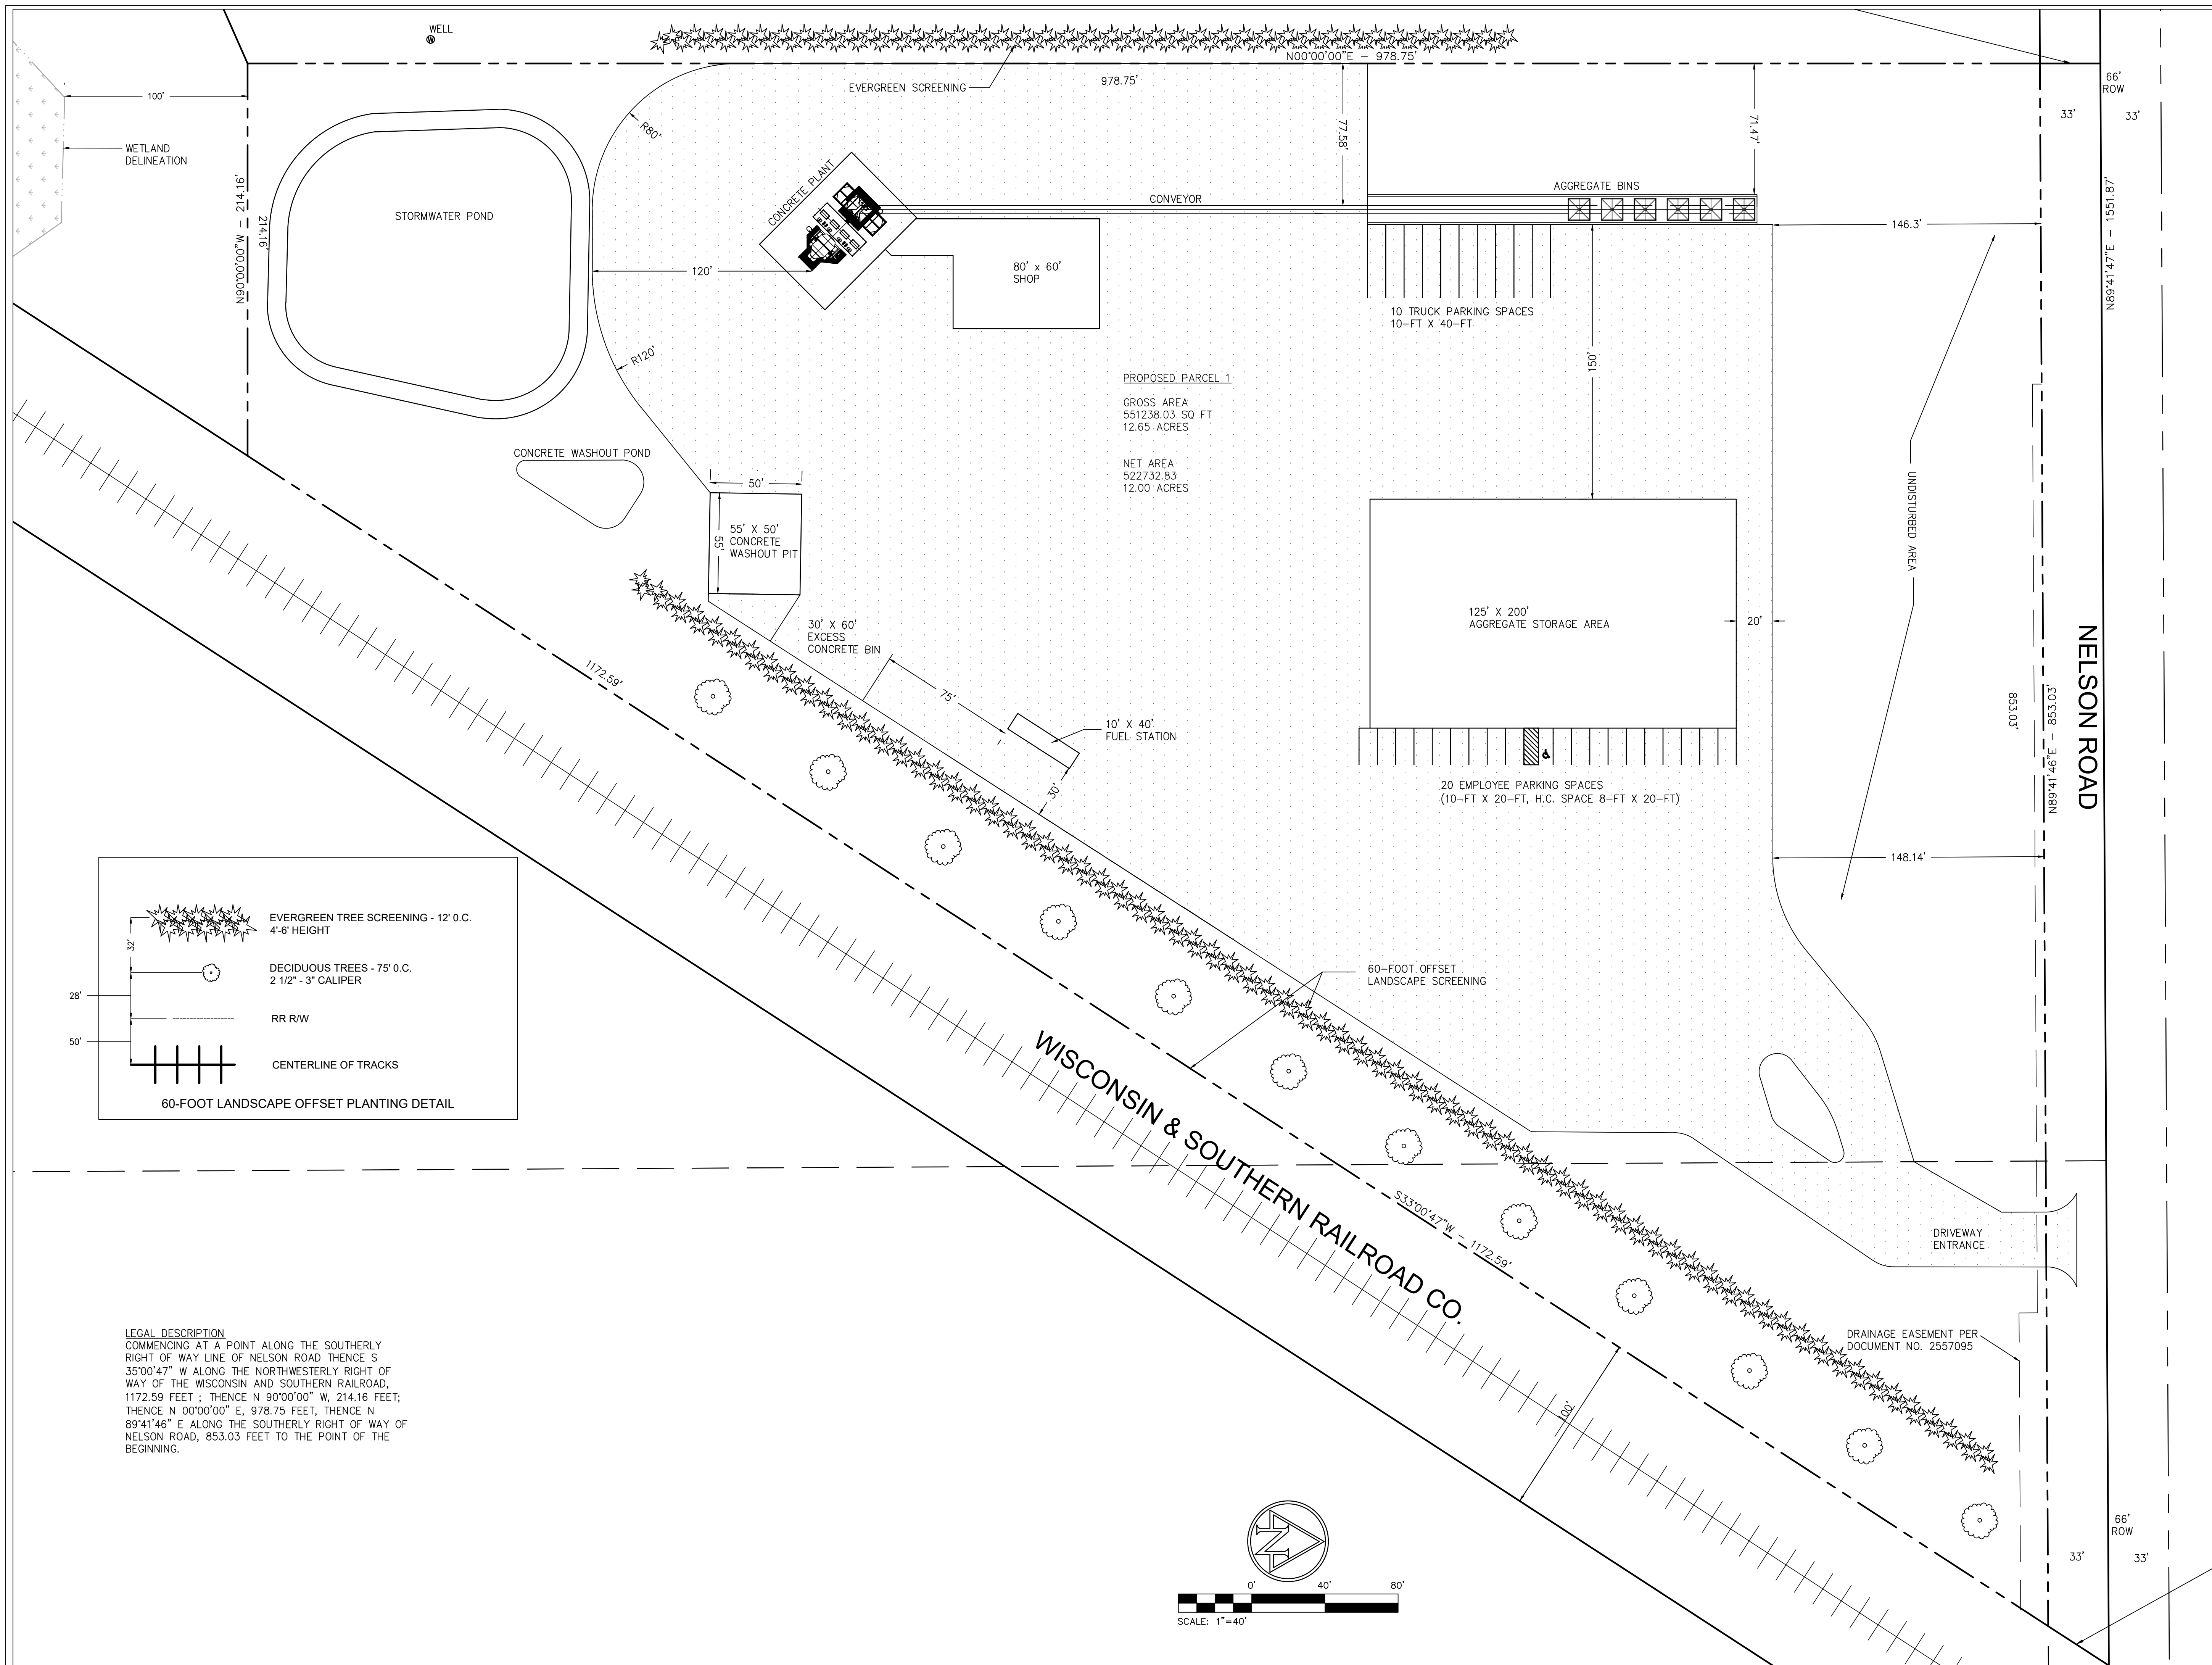 WELL
N00°00'00"E - 978.75'
978.75'
EVERGREEN SCREENING
66'
ROW
33'
33'
100'
WETLAND
DELINEATION
R80'
77.58'
71.47'
CONCRETE PLANT
CONVEYOR
AGGREGATE BINS
N90°00'00"W - 214.16'
214.16'
STORMWATER POND
120'
80' x 60'
SHOP
146.3'
N89°41'47"E - 1551.87'
10 TRUCK PARKING SPACES
10-FT X 40-FT
R120'
150'
PROPOSED PARCEL 1
GROSS AREA
551238.03 SQ FT
12.65 ACRES
NET AREA
522732.83
12.00 ACRES
CONCRETE WASHOUT POND
50'
55'
55' X 50'
CONCRETE
WASHOUT PIT
UNDISTURBED AREA
125' X 200'
AGGREGATE STORAGE AREA
20'
30' X 60'
EXCESS
CONCRETE BIN
75'
1172.59'
10' X 40'
FUEL STATION
30'
NELSON ROAD
853.03'
N89°41'46"E - 853.03'
20 EMPLOYEE PARKING SPACES
(10-FT X 20-FT, H.C. SPACE 8-FT X 20-FT)
148.14'
EVERGREEN TREE SCREENING - 12' O.C.
4'-6' HEIGHT
32'
DECIDUOUS TREES - 75' O.C.
2 1/2" - 3" CALIPER
28'
RR R/W
50'
CENTERLINE OF TRACKS
60-FOOT LANDSCAPE OFFSET PLANTING DETAIL
60-FOOT OFFSET
LANDSCAPE SCREENING
WISCONSIN & SOUTHERN RAILROAD CO.
S33°00'47"W - 1172.59'
DRIVEWAY
ENTRANCE
DRAINAGE EASEMENT PER
DOCUMENT NO. 2557095
LEGAL DESCRIPTION
COMMENCING AT A POINT ALONG THE SOUTHERLY
RIGHT OF WAY LINE OF NELSON ROAD THENCE S
35°00'47" W ALONG THE NORTHWESTERLY RIGHT OF
WAY OF THE WISCONSIN AND SOUTHERN RAILROAD,
1172.59 FEET ; THENCE N 90°00'00" W, 214.16 FEET;
THENCE N 00°00'00" E, 978.75 FEET, THENCE N
89°41'46" E ALONG THE SOUTHERLY RIGHT OF WAY OF
NELSON ROAD, 853.03 FEET TO THE POINT OF THE
BEGINNING.
100'
66'
ROW
33'
33'
N
0'
40'
80'
SCALE: 1"=40'